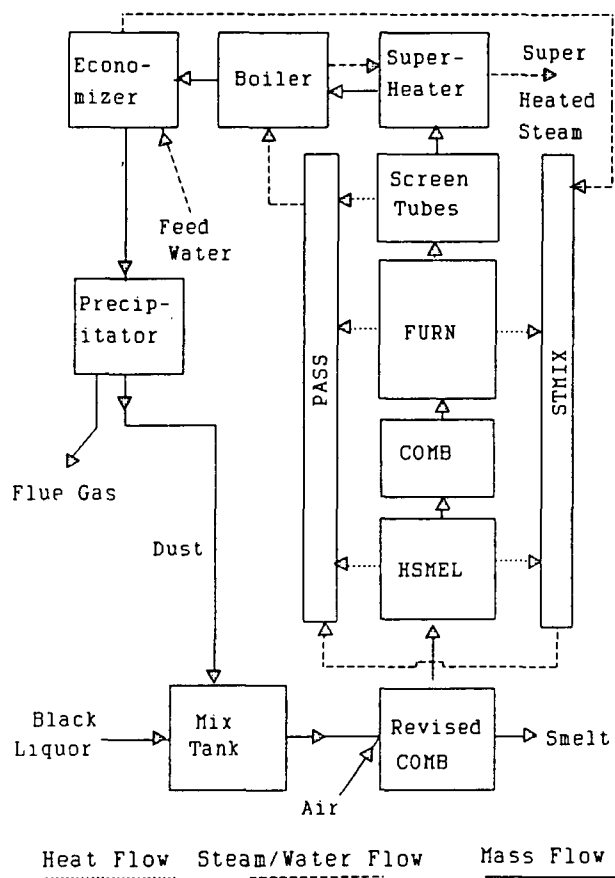 Econo-
mizer
Boiler
Super-
Heater
Super
Heated
Steam
Screen
Tubes
Feed
Water
Precip-
itator
FURN
PASS
STMIX
COMB
Flue Gas
Dust
HSMEL
Black
Liquor
Mix
Tank
Revised
COMB
Smelt
Air
Heat Flow Steam/Water Flow Mass Flow